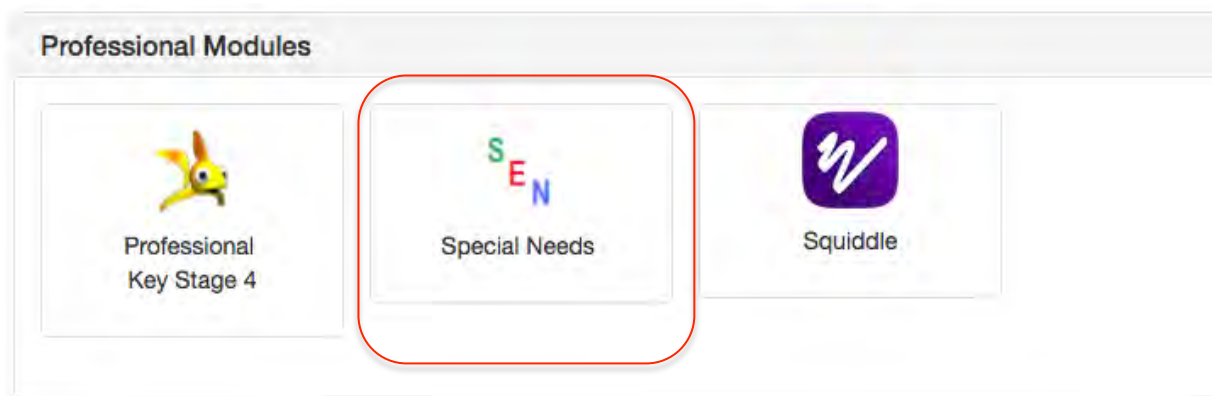 Professional Modules
Professional
Key Stage 4
S
E
N
Special Needs
Squiddle